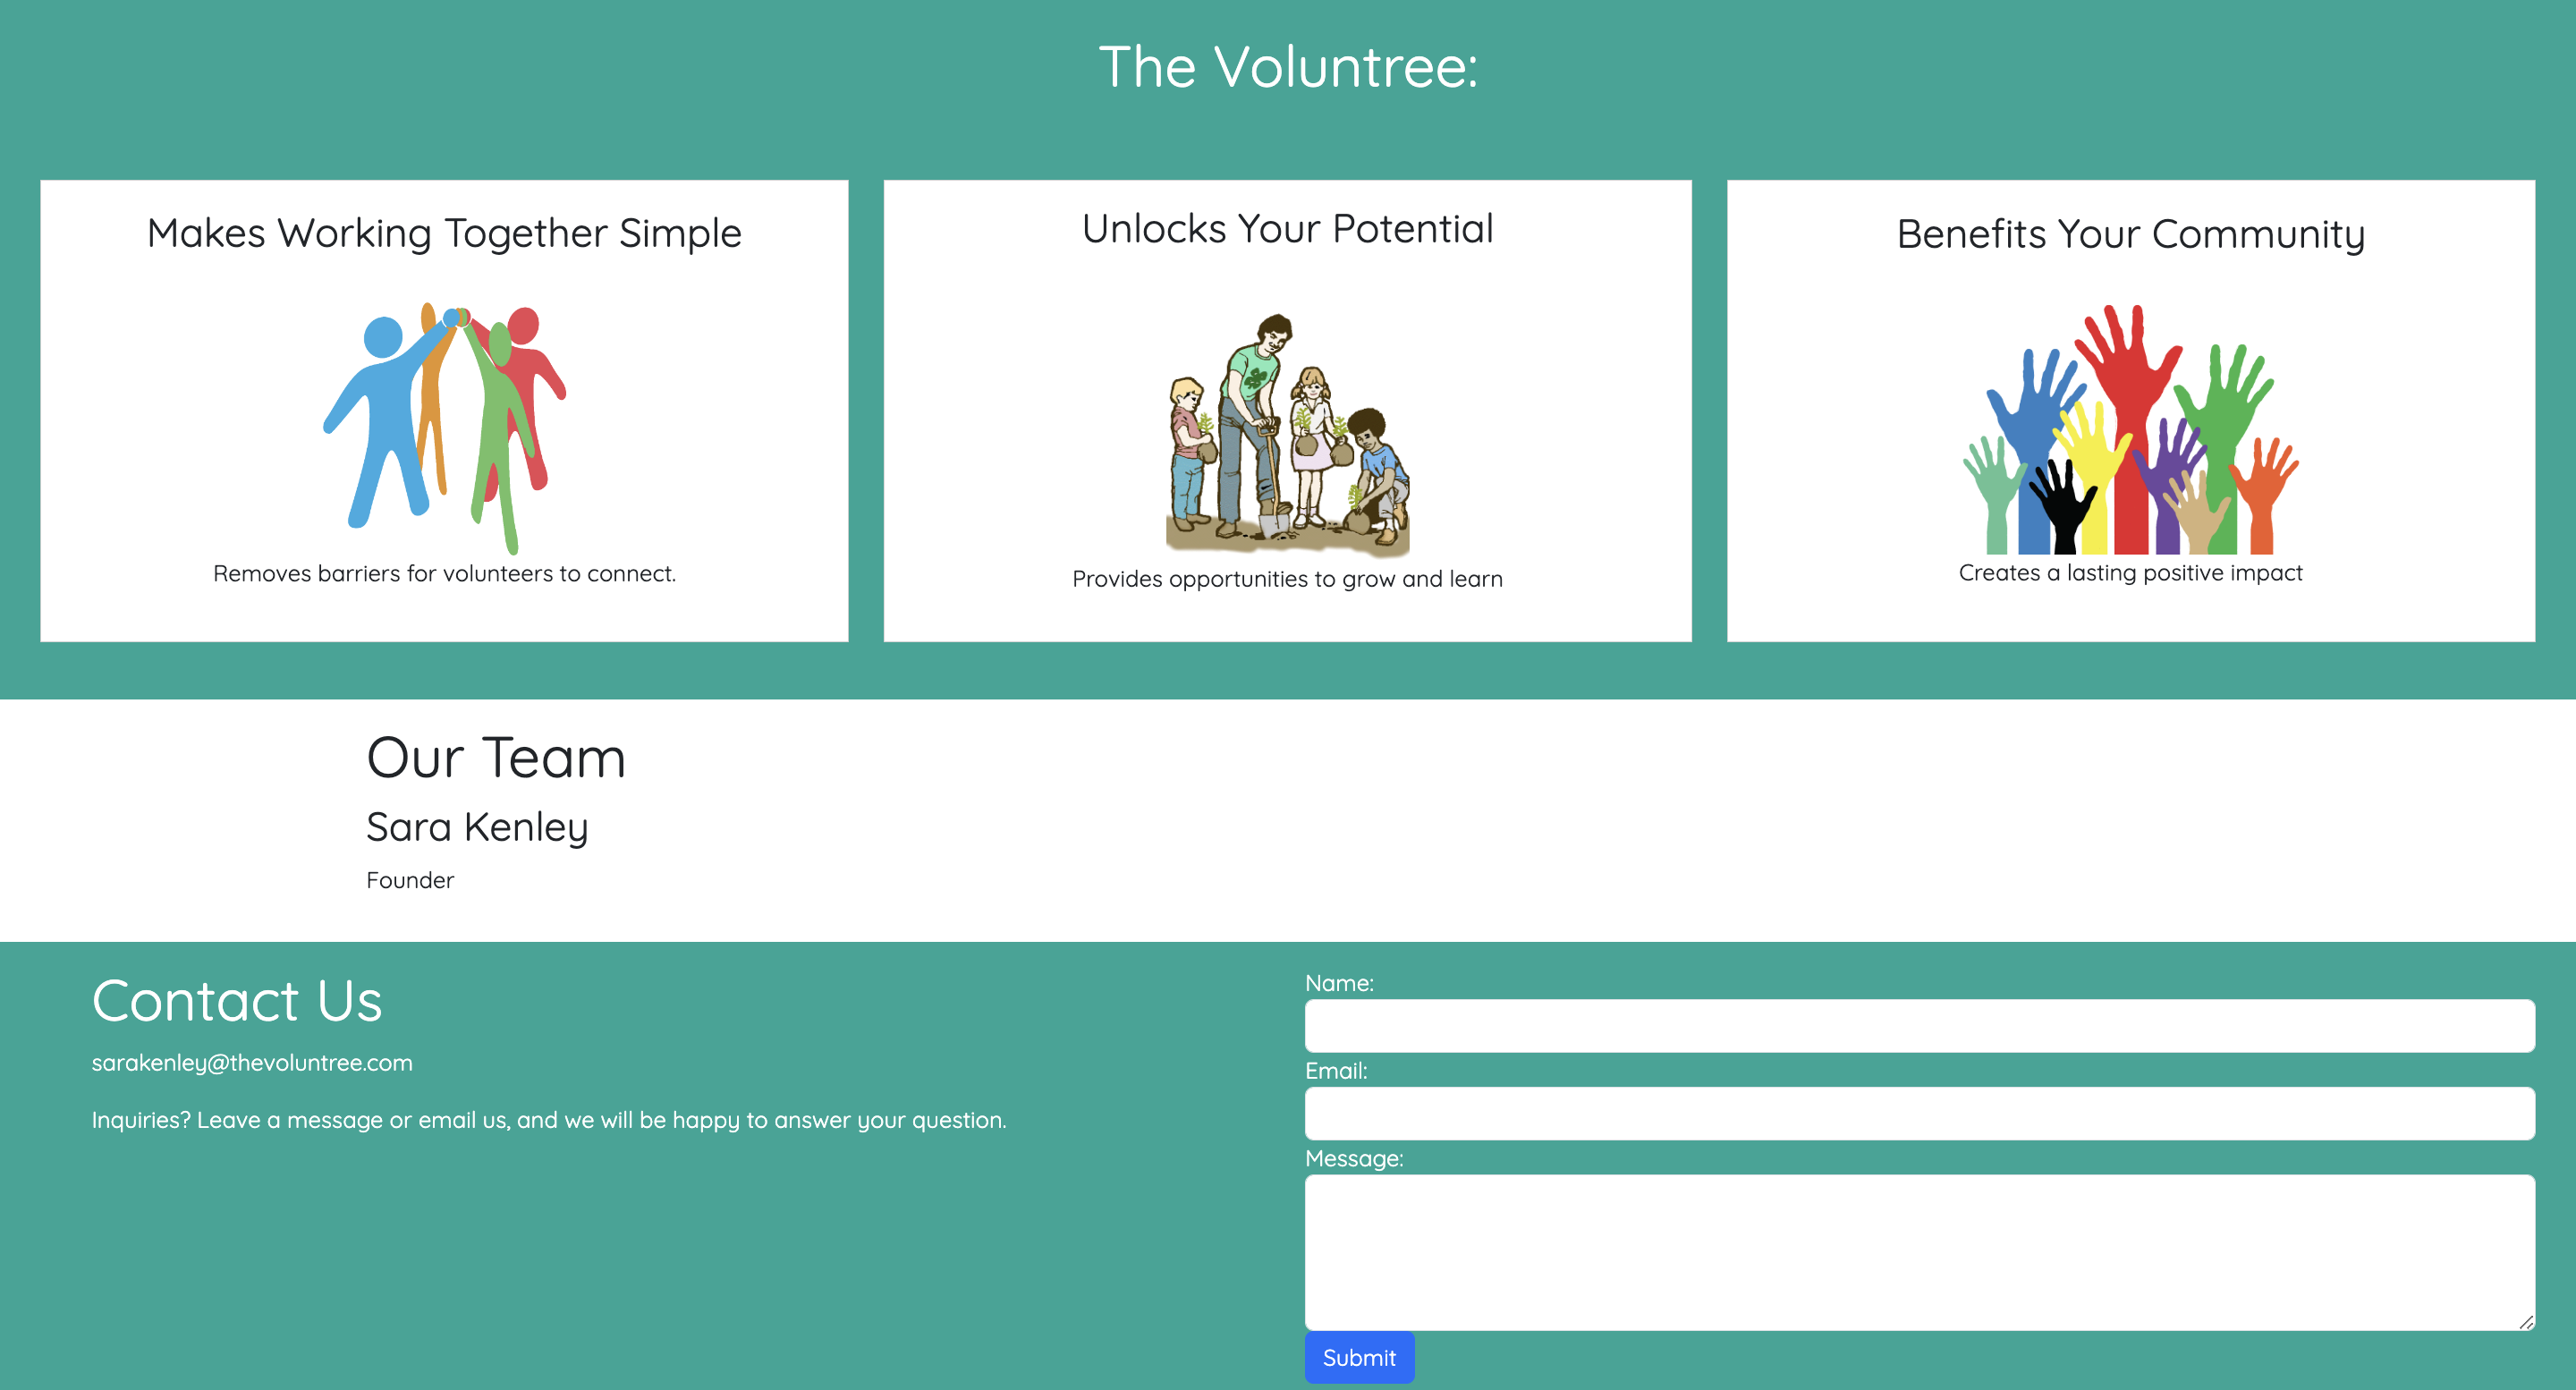 The Voluntree:
Makes Working Together Simple
Removes barriers for volunteers to connect.
Unlocks Your Potential
Provides opportunities to grow and learn
Benefits Your Community
Creates a lasting positive impact
Our Team
Sara Kenley
Founder
Contact Us
sarakenley@thevoluntree.com
Inquiries? Leave a message or email us, and we will be happy to answer your question.
Name:
Email:
Message:
Submit